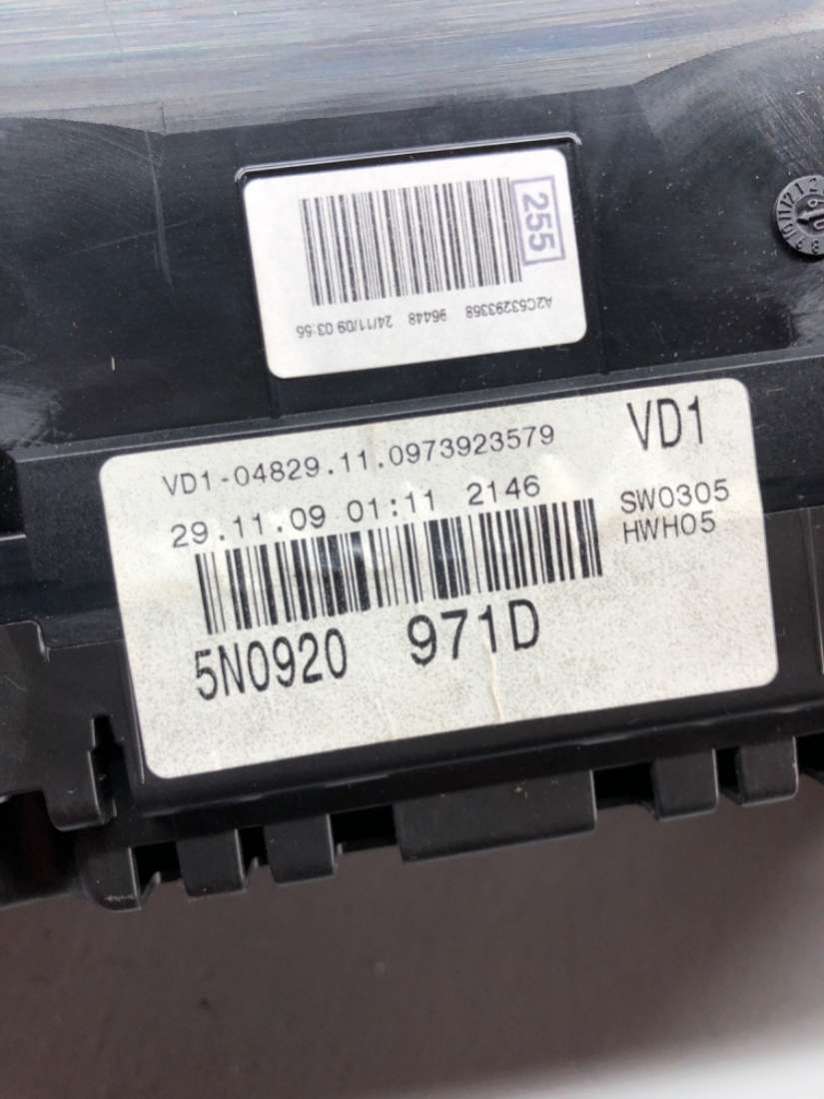 255
A2C53293368 96448 24/11/09 03:56
VD1-04829.11.0973923579
VD1
29.11.09 01:11 2146
SW0305
HWH05
5N0920 971D